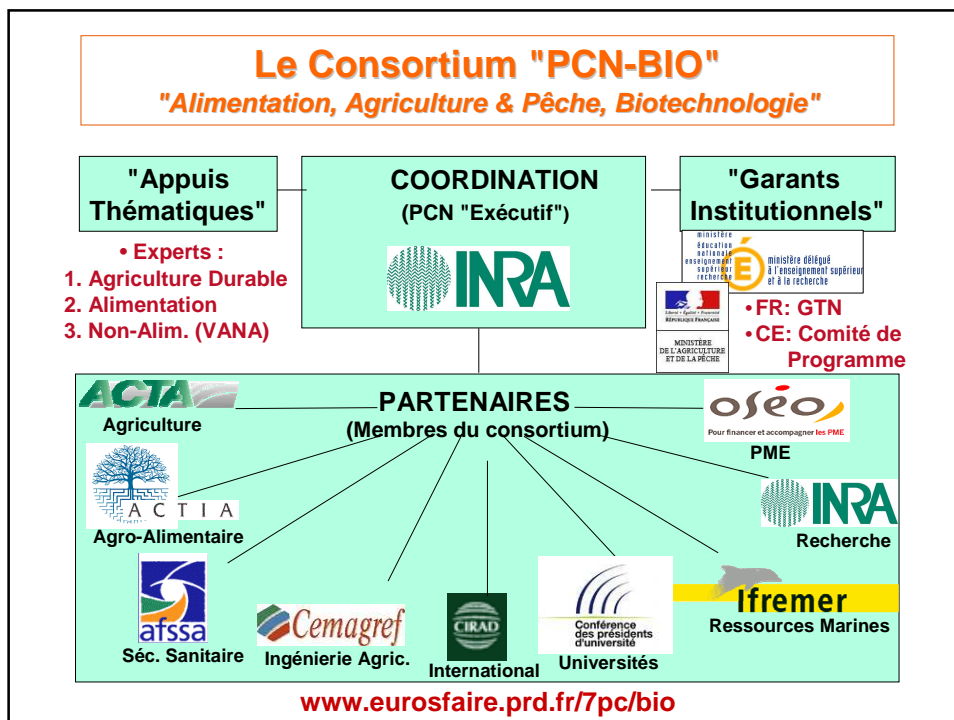 Le Consortium "PCN-BIO"
"Alimentation, Agriculture & Pêche, Biotechnologie"
"Appuis
Thématiques"
• Experts :
1. Agriculture Durable
2. Alimentation
3. Non-Alim. (VANA)
COORDINATION
(PCN "Exécutif")
INRA
"Garants
Institutionnels"
ministère
éducation
nationale
enseignement
supérieur
recherche
ministère délégué
à l'enseignement supérieur
et à la recherche
Liberté • Égalité • Fraternité
RÉPUBLIQUE FRANÇAISE
MINISTÈRE
DE L'AGRICULTURE
ET DE LA PÊCHE
•FR: GTN
•CE: Comité de
Programme
PARTENAIRES
(Membres du consortium)
ACTA
Agriculture
ACTIA
Agro-Alimentaire
afssa
Séc. Sanitaire
Cemagref
Ingénierie Agric.
CIRAD
International
Conférence
des présidents
d'université
Universités
Ifremer
Ressources Marines
INRA
Recherche
oséo
Pour financer et accompagner les PME
PME
www.eurosfaire.prd.fr/7pc/bio